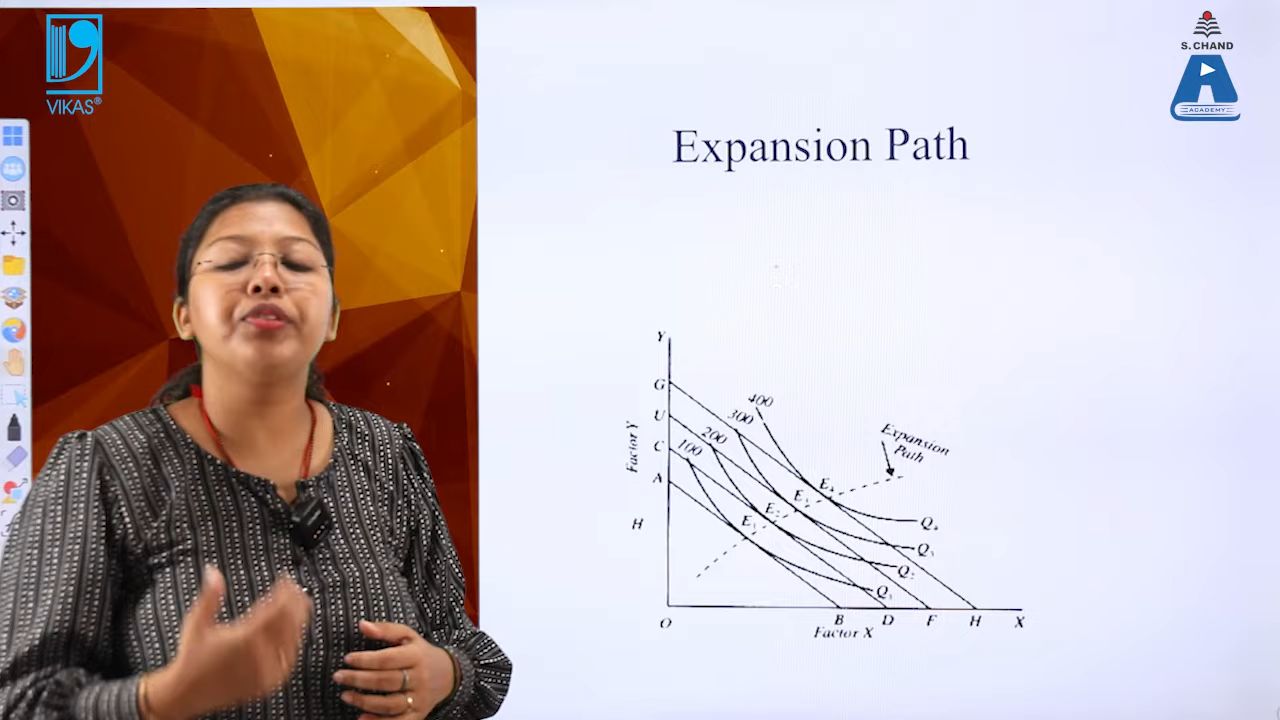 VIKAS®
S. CHAND
ACADEMY
Expansion Path
Y
G
U
C
A
H
Factor Y
400
300
200
100
Expansion
Path
E4
E3
E2
E1
Q4
Q3
Q2
Q1
O
B
D
F
H
X
Factor X